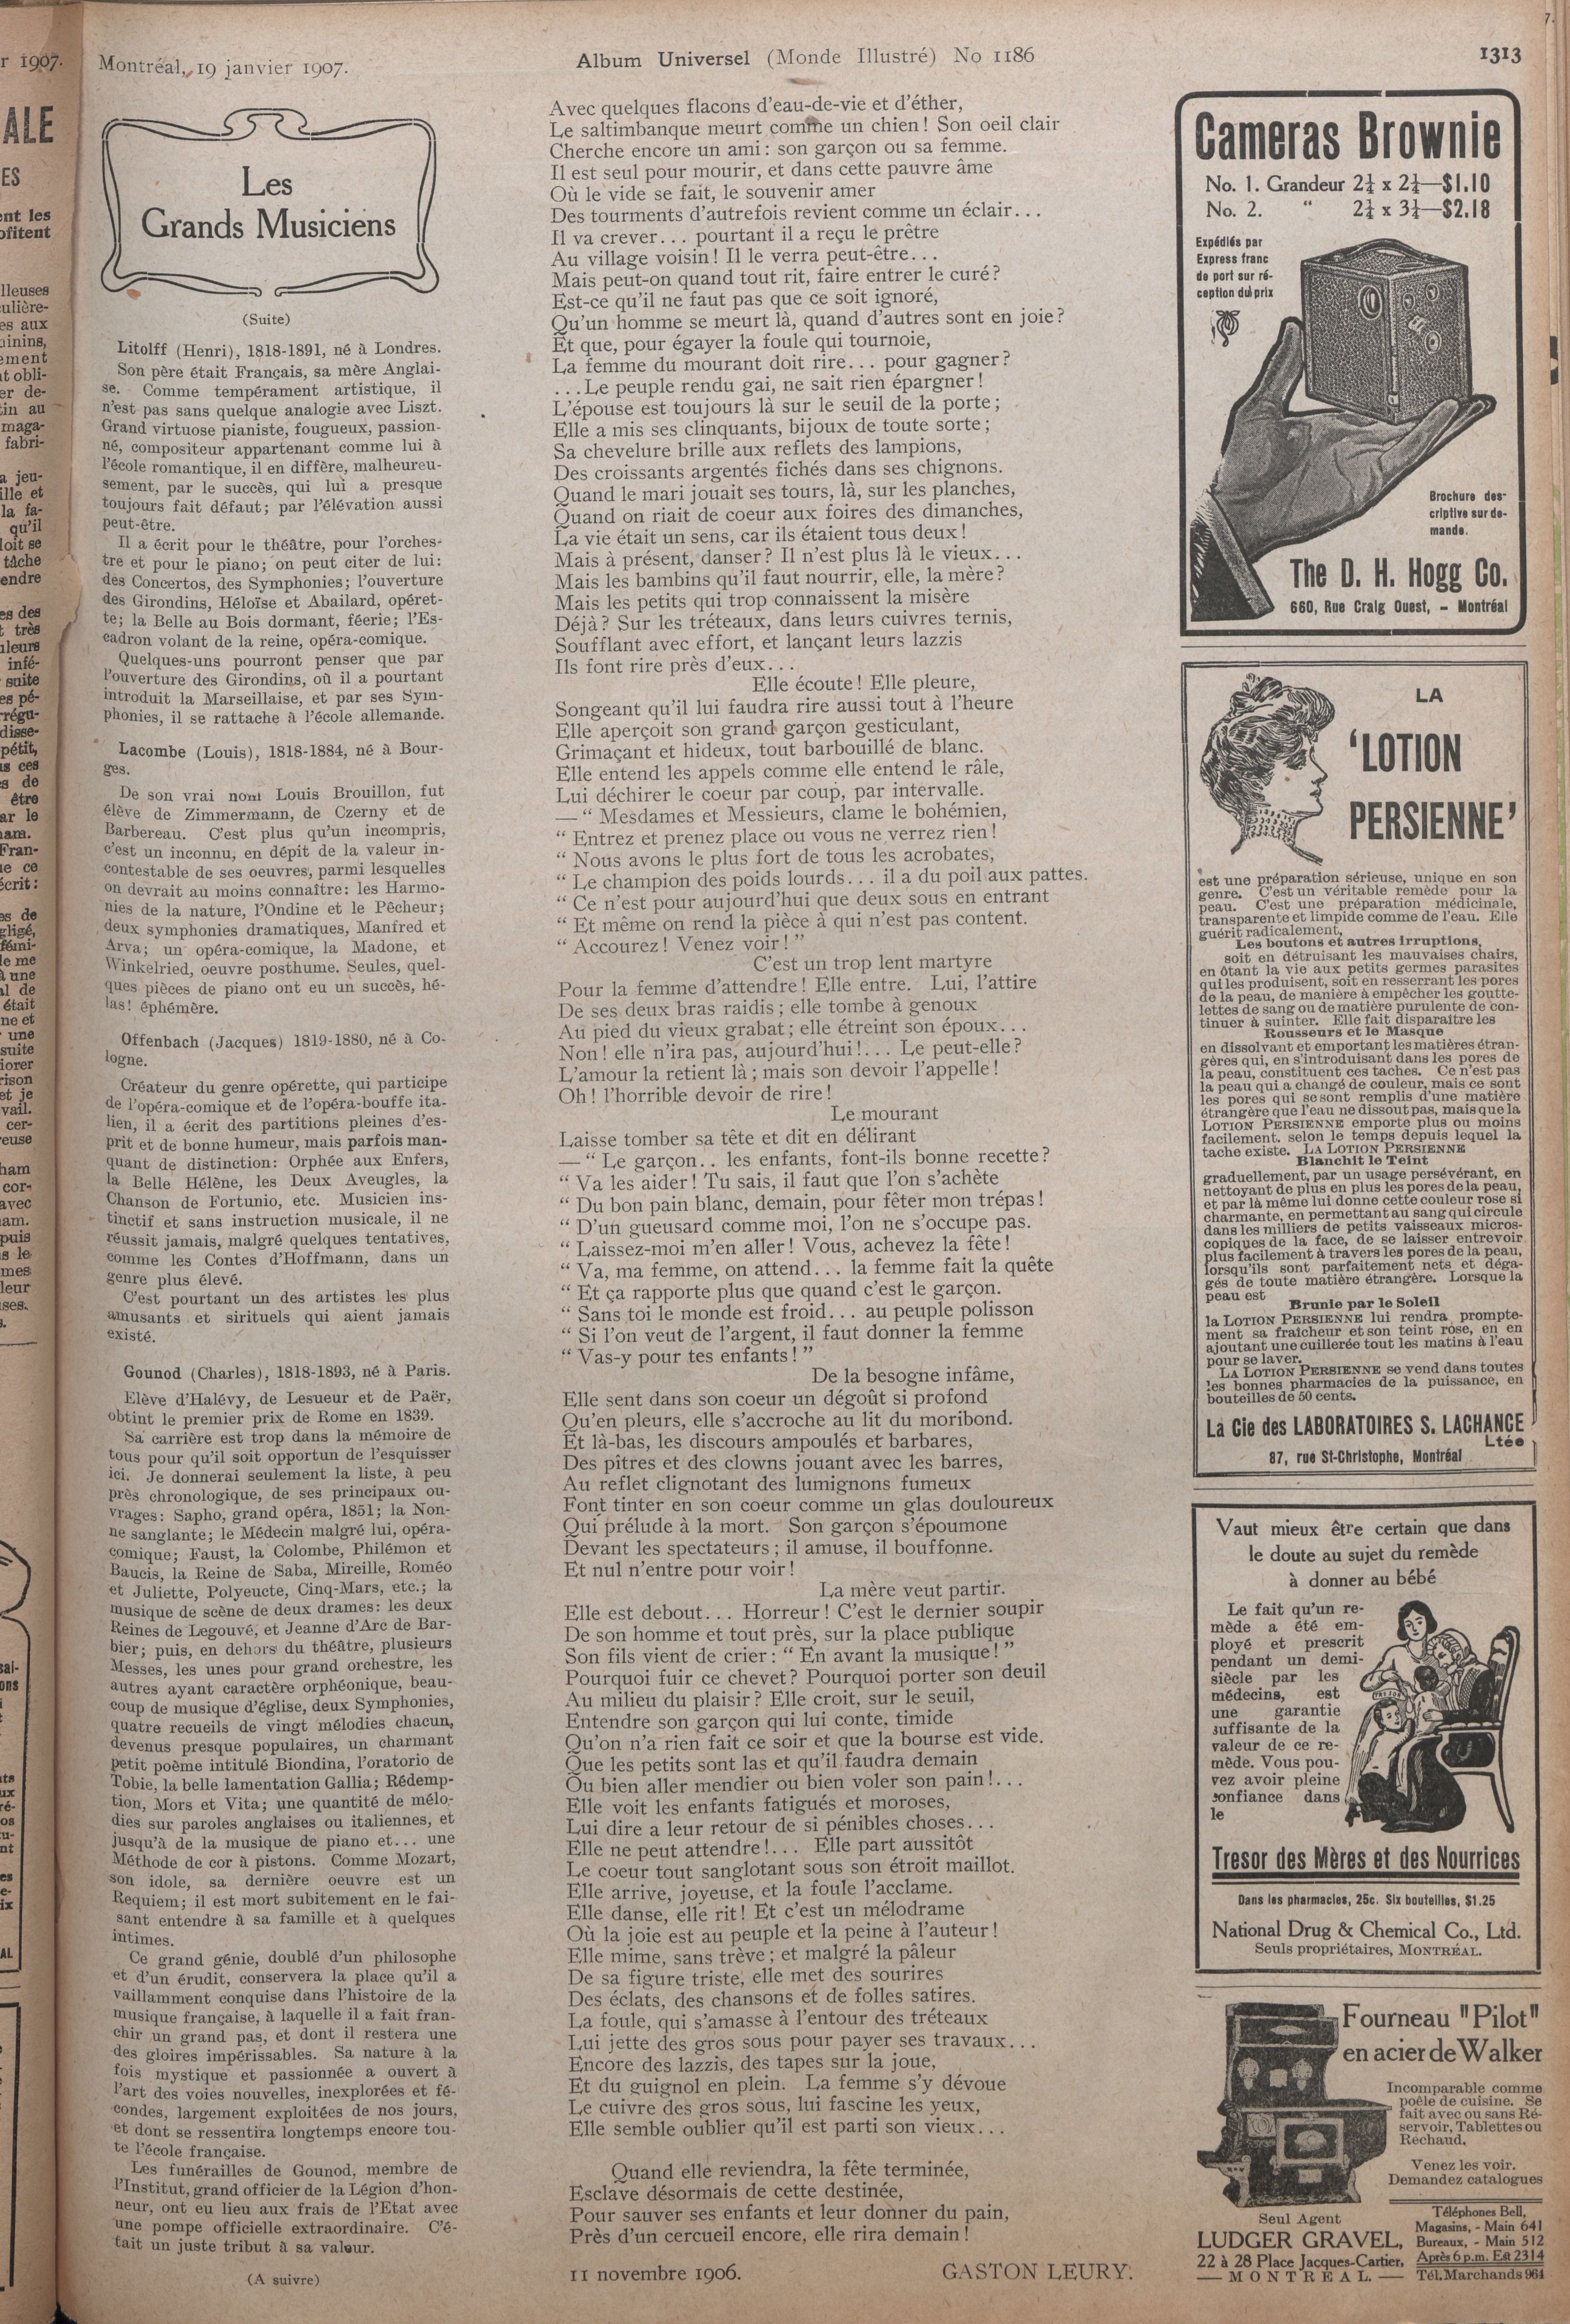 Montréal, 19 janvier 1907.
Album Universel (Monde Illustré) No 1186
1313
Les
Grands Musiciens
(Suite)
Litolff (Henri), 1818-1891, né à Londres.
Son père était Français, sa mère Anglai-
se. Comme tempérament artistique, il
n'est pas sans quelque analogie avec Liszt.
Grand virtuose pianiste, fougueux, passion-
né, compositeur appartenant comme lui à
l'école romantique, il en diffère, malheureu-
sement, par le succès, qui lui a presque
toujours fait défaut; par l'élévation aussi
peut-être.
Il a écrit pour le théâtre, pour l'orches-
tre et pour le piano; on peut citer de lui:
des Concertos, des Symphonies; l'ouverture
des Girondins, Héloïse et Abailard, opéret-
te; la Belle au Bois dormant, féerie; l'Es-
cadron volant de la reine, opéra-comique.
Quelques-uns pourront penser que par
l'ouverture des Girondins, où il a pourtant
introduit la Marseillaise, et par ses Sym-
phonies, il se rattache à l'école allemande.
Lacombe (Louis), 1818-1884, né à Bour-
ges.
De son vrai nom Louis Brouillon, fut
élève de Zimmermann, de Czerny et de
Barbereau. C'est plus qu'un incompris,
c'est un inconnu, en dépit de la valeur in-
contestable de ses oeuvres, parmi lesquelles
on devrait au moins connaître: les Harmo-
nies de la nature, l'Ondine et le Pêcheur;
deux symphonies dramatiques, Manfred et
Arva; un opéra-comique, la Madone, et
Winkelried, oeuvre posthume. Seules, quel-
ques pièces de piano ont eu un succès, hé-
las! éphémère.
Offenbach (Jacques) 1819-1880, né à Co-
logne.
Créateur du genre opérette, qui participe
de l'opéra-comique et de l'opéra-bouffe ita-
lien, il a écrit des partitions pleines d'es-
prit et de bonne humeur, mais parfois man-
quant de distinction: Orphée aux Enfers,
la Belle Hélène, les Deux Aveugles, la
Chanson de Fortunio, etc. Musicien ins-
tinctif et sans instruction musicale, il ne
réussit jamais, malgré quelques tentatives,
comme les Contes d'Hoffmann, dans un
genre plus élevé.
C'est pourtant un des artistes les plus
amusants et sirituels qui aient jamais
existé.
Gounod (Charles), 1818-1893, né à Paris.
Elève d'Halévy, de Lesueur et de Paër,
obtint le premier prix de Rome en 1839.
Sa carrière est trop dans la mémoire de
tous pour qu'il soit opportun de l'esquisser
ici. Je donnerai seulement la liste, à peu
près chronologique, de ses principaux ou-
vrages: Sapho, grand opéra, 1851; la Non-
ne sanglante; le Médecin malgré lui, opéra-
comique; Faust, la Colombe, Philémon et
Baucis, la Reine de Saba, Mireille, Roméo
et Juliette, Polyeucte, Cinq-Mars, etc.; la
musique de scène de deux drames: les deux
Reines de Legouvé, et Jeanne d'Arc de Bar-
bier; puis, en dehors du théâtre, plusieurs
Messes, les unes pour grand orchestre, les
autres ayant caractère orphéonique, beau-
coup de musique d'église, deux Symphonies,
quatre recueils de vingt mélodies chacun,
devenus presque populaires, un charmant
petit poème intitulé Biondina, l'oratorio de
Tobie, la belle lamentation Gallia; Rédemp-
tion, Mors et Vita; une quantité de mélo-
dies sur paroles anglaises ou italiennes, et
jusqu'à de la musique de piano et... une
Méthode de cor à pistons. Comme Mozart,
son idole, sa dernière oeuvre est un
Requiem; il est mort subitement en le fai-
sant entendre à sa famille et à quelques
intimes.
Ce grand génie, doublé d'un philosophe
et d'un érudit, conservera la place qu'il a
vaillamment conquise dans l'histoire de la
musique française, à laquelle il a fait fran-
chir un grand pas, et dont il restera une
des gloires impérissables. Sa nature à la
fois mystique et passionnée a ouvert à
l'art des voies nouvelles, inexplorées et fé-
condes, largement exploitées de nos jours,
et dont se ressentira longtemps encore tou-
te l'école française.
Les funérailles de Gounod, membre de
l'Institut, grand officier de la Légion d'hon-
neur, ont eu lieu aux frais de l'Etat avec
une pompe officielle extraordinaire. C'é-
tait un juste tribut à sa valeur.
(A suivre)
Avec quelques flacons d'eau-de-vie et d'éther,
Le saltimbanque meurt comme un chien! Son oeil clair
Cherche encore un ami: son garçon ou sa femme.
Il est seul pour mourir, et dans cette pauvre âme
Où le vide se fait, le souvenir amer
Des tourments d'autrefois revient comme un éclair...
Il va crever... pourtant il a reçu le prêtre
Au village voisin! Il le verra peut-être...
Mais peut-on quand tout rit, faire entrer le curé?
Est-ce qu'il ne faut pas que ce soit ignoré,
Qu'un homme se meurt là, quand d'autres sont en joie?
Et que, pour égayer la foule qui tournoie,
La femme du mourant doit rire... pour gagner?
...Le peuple rendu gai, ne sait rien épargner!
L'épouse est toujours là sur le seuil de la porte;
Elle a mis ses clinquants, bijoux de toute sorte;
Sa chevelure brille aux reflets des lampions,
Des croissants argentés fichés dans ses chignons.
Quand le mari jouait ses tours, là, sur les planches,
Quand on riait de coeur aux foires des dimanches,
La vie était un sens, car ils étaient tous deux!
Mais à présent, danser? Il n'est plus là le vieux...
Mais les bambins qu'il faut nourrir, elle, la mère?
Mais les petits qui trop connaissent la misère
Déjà? Sur les tréteaux, dans leurs cuivres ternis,
Soufflant avec effort, et lançant leurs lazzis
Ils font rire près d'eux...
Elle écoute! Elle pleure,
Songeant qu'il lui faudra rire aussi tout à l'heure
Elle aperçoit son grand garçon gesticulant,
Grimaçant et hideux, tout barbouillé de blanc.
Elle entend les appels comme elle entend le râle,
Lui déchirer le coeur par coup, par intervalle.
— " Mesdames et Messieurs, clame le bohémien,
" Entrez et prenez place ou vous ne verrez rien!
" Nous avons le plus fort de tous les acrobates,
" Le champion des poids lourds... il a du poil aux pattes.
" Ce n'est pour aujourd'hui que deux sous en entrant
" Et même on rend la pièce à qui n'est pas content.
" Accourez! Venez voir! "
C'est un trop lent martyre
Pour la femme d'attendre! Elle entre. Lui, l'attire
De ses deux bras raidis; elle tombe à genoux
Au pied du vieux grabat; elle étreint son époux...
Non! elle n'ira pas, aujourd'hui!... Le peut-elle?
L'amour la retient là; mais son devoir l'appelle!
Oh! l'horrible devoir de rire!
Le mourant
Laisse tomber sa tête et dit en délirant
— " Le garçon.. les enfants, font-ils bonne recette?
" Va les aider! Tu sais, il faut que l'on s'achète
" Du bon pain blanc, demain, pour fêter mon trépas!
" D'un gueusard comme moi, l'on ne s'occupe pas.
" Laissez-moi m'en aller! Vous, achevez la fête!
" Va, ma femme, on attend... la femme fait la quête
" Et ça rapporte plus que quand c'est le garçon.
" Sans toi le monde est froid... au peuple polisson
" Si l'on veut de l'argent, il faut donner la femme
" Vas-y pour tes enfants! "
De la besogne infâme,
Elle sent dans son coeur un dégoût si profond
Qu'en pleurs, elle s'accroche au lit du moribond.
Et là-bas, les discours ampoulés et barbares,
Des pîtres et des clowns jouant avec les barres,
Au reflet clignotant des lumignons fumeux
Font tinter en son coeur comme un glas douloureux
Qui prélude à la mort. Son garçon s'époumone
Devant les spectateurs; il amuse, il bouffonne.
Et nul n'entre pour voir!
La mère veut partir.
Elle est debout... Horreur! C'est le dernier soupir
De son homme et tout près, sur la place publique
Son fils vient de crier: " En avant la musique! "
Pourquoi fuir ce chevet? Pourquoi porter son deuil
Au milieu du plaisir? Elle croit, sur le seuil,
Entendre son garçon qui lui conte, timide
Qu'on n'a rien fait ce soir et que la bourse est vide.
Que les petits sont las et qu'il faudra demain
Ou bien aller mendier ou bien voler son pain!...
Elle voit les enfants fatigués et moroses,
Lui dire a leur retour de si pénibles choses...
Elle ne peut attendre!... Elle part aussitôt
Le coeur tout sanglotant sous son étroit maillot.
Elle arrive, joyeuse, et la foule l'acclame.
Elle danse, elle rit! Et c'est un mélodrame
Où la joie est au peuple et la peine à l'auteur!
Elle mime, sans trève; et malgré la pâleur
De sa figure triste, elle met des sourires
Des éclats, des chansons et de folles satires.
La foule, qui s'amasse à l'entour des tréteaux
Lui jette des gros sous pour payer ses travaux...
Encore des lazzis, des tapes sur la joue,
Et du guignol en plein. La femme s'y dévoue
Le cuivre des gros sous, lui fascine les yeux,
Elle semble oublier qu'il est parti son vieux...
Quand elle reviendra, la fête terminée,
Esclave désormais de cette destinée,
Pour sauver ses enfants et leur donner du pain,
Près d'un cercueil encore, elle rira demain!
11 novembre 1906.
GASTON LEURY.
Cameras Brownie
No. 1. Grandeur 2¼ x 2¼—$1.10
No. 2. " 2¼ x 3¼—$2.18
Expédiés par
Express franc
de port sur ré-
ception du prix
Brochure des-
criptive sur de-
mande.
The D. H. Hogg Co.
660, Rue Craig Ouest, - Montréal
LA
'LOTION
PERSIENNE'
est une préparation sérieuse, unique en son
genre. C'est un véritable remède pour la
peau. C'est une préparation médicinale,
transparente et limpide comme de l'eau. Elle
guérit radicalement,
Les boutons et autres irruptions,
soit en détruisant les mauvaises chairs,
en ôtant la vie aux petits germes parasites
qui les produisent, soit en resserrant les pores
de la peau, de manière à empêcher les goutte-
lettes de sang ou de matière purulente de con-
tinuer à suinter. Elle fait disparaître les
Rousseurs et le Masque
en dissolvant et emportant les matières étran-
gères qui, en s'introduisant dans les pores de
la peau, constituent ces taches. Ce n'est pas
la peau qui a changé de couleur, mais ce sont
les pores qui se sont remplis d'une matière
étrangère que l'eau ne dissout pas, mais que la
LOTION PERSIENNE emporte plus ou moins
facilement. selon le temps depuis lequel la
tache existe. LA LOTION PERSIENNE
Blanchit le Teint
graduellement, par un usage persévérant, en
nettoyant de plus en plus les pores de la peau,
et par là même lui donne cette couleur rose si
charmante, en permettant au sang qui circule
dans les milliers de petits vaisseaux micros-
copiques de la face, de se laisser entrevoir
plus facilement à travers les pores de la peau,
lorsqu'ils sont parfaitement nets et déga-
gés de toute matière étrangère. Lorsque la
peau est
Brunie par le Soleil
la LOTION PERSIENNE lui rendra prompte-
ment sa fraîcheur et son teint rose, en en
ajoutant une cuillerée tout les matins à l'eau
pour se laver.
LA LOTION PERSIENNE se vend dans toutes
les bonnes pharmacies de la puissance, en
bouteilles de 50 cents.
La Cie des LABORATOIRES S. LACHANCE
Ltée
87, rue St-Christophe, Montréal
Vaut mieux être certain que dans
le doute au sujet du remède
à donner au bébé
Le fait qu'un re-
mède a été em-
ployé et prescrit
pendant un demi-
siècle par les
médecins, est
une garantie
suffisante de la
valeur de ce re-
mède. Vous pou-
vez avoir pleine
confiance dans
le
Tresor des Mères et des Nourrices
Dans les pharmacies, 25c. Six bouteilles, $1.25
National Drug & Chemical Co., Ltd.
Seuls propriétaires, MONTRÉAL.
Fourneau "Pilot"
en acier de Walker
Incomparable comme
poêle de cuisine. Se
fait avec ou sans Ré-
servoir, Tablettes ou
Réchaud.
Venez les voir.
Demandez catalogues
Seul Agent
LUDGER GRAVEL,
22 à 28 Place Jacques-Cartier,
— MONTREAL. —
Téléphones Bell,
Magasins, - Main 641
Bureaux, - Main 512
Après 6 p.m. Est 2314
Tél. Marchands 964